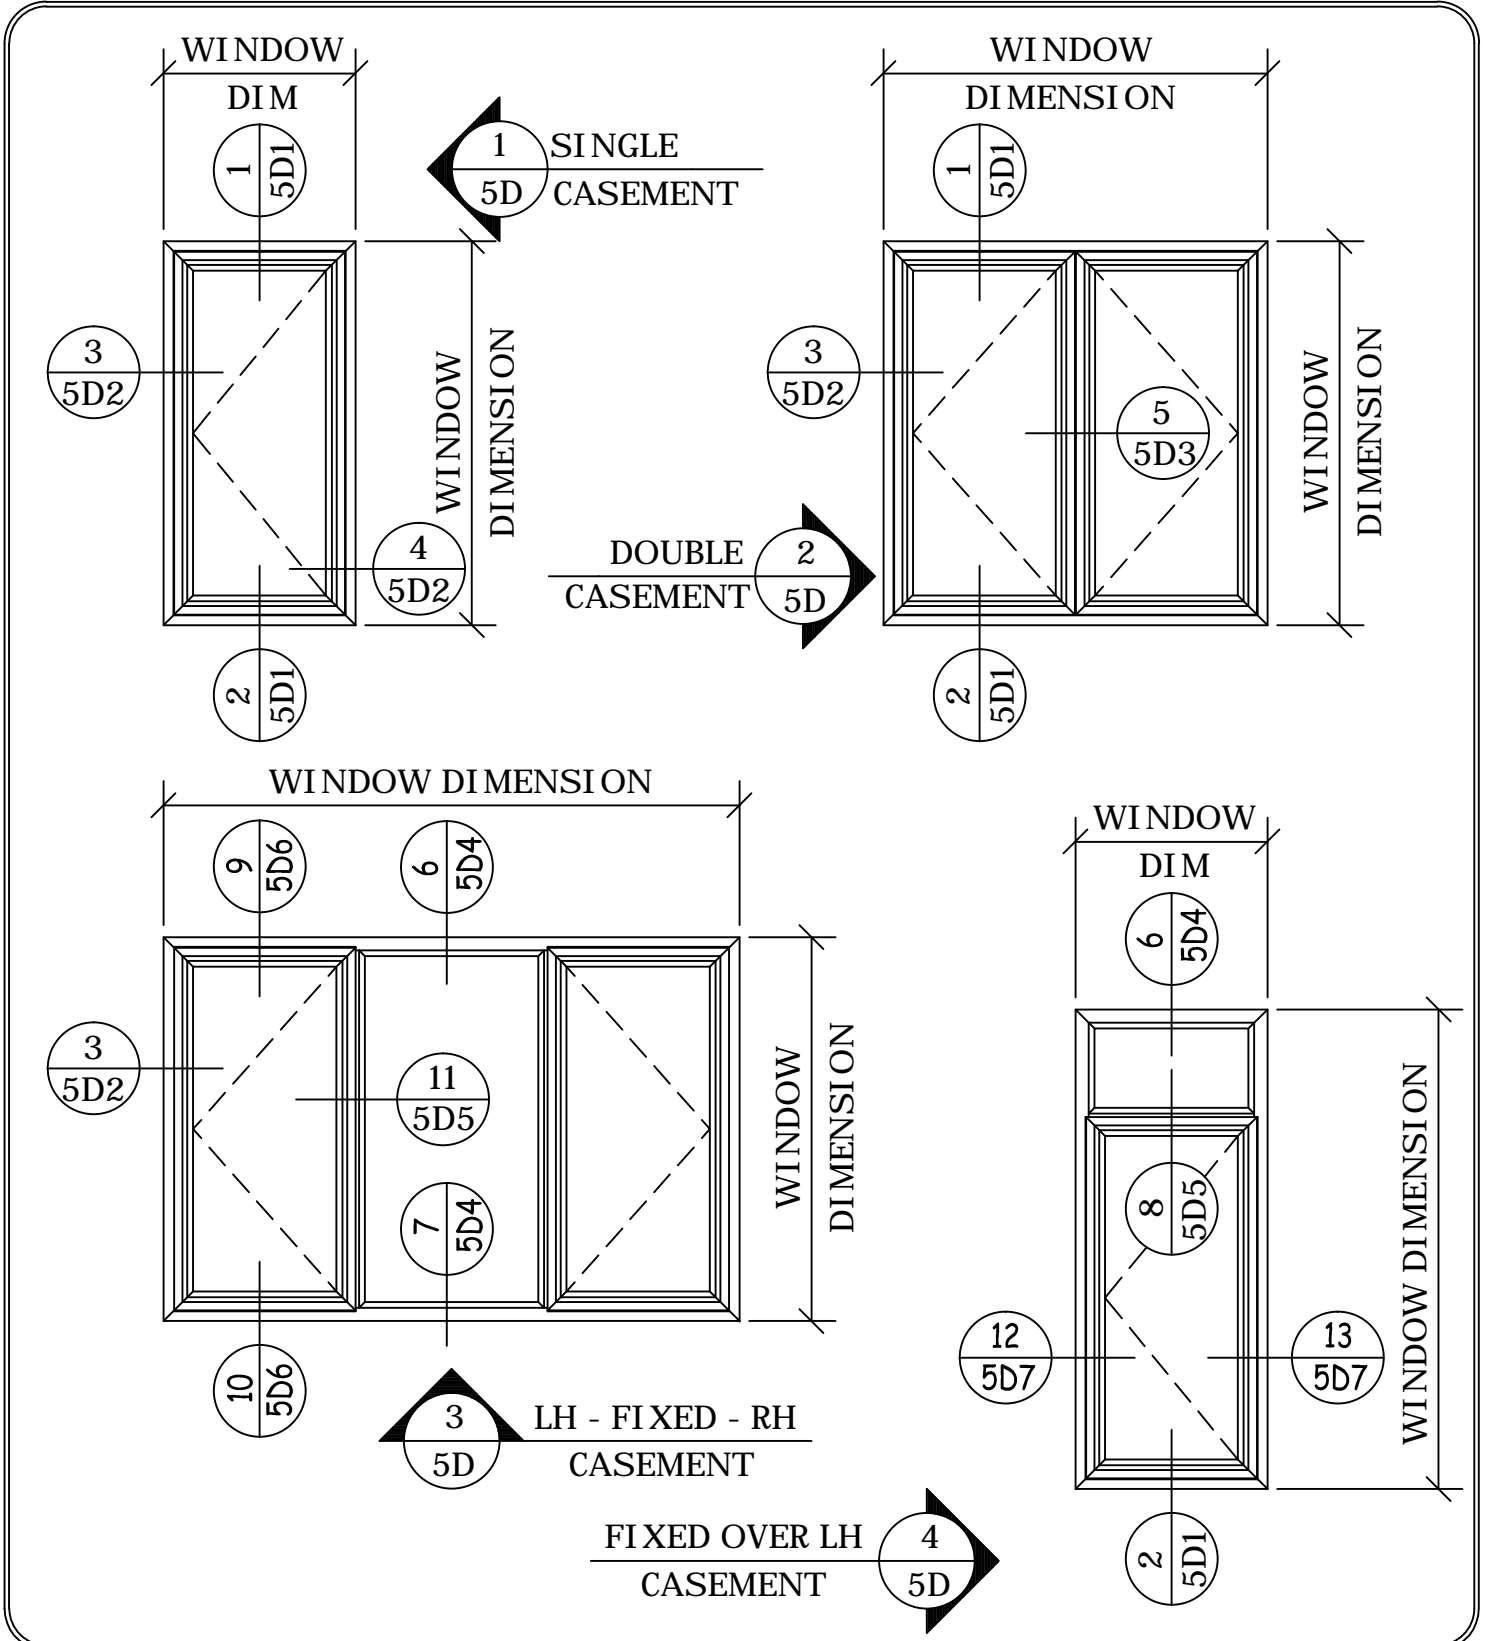 WINDOW
DIM
1
5D1
1
5D
SINGLE
CASEMENT
3
5D2
4
5D2
WINDOW
DIMENSION
2
5D1
WINDOW
DIMENSION
1
5D1
3
5D2
5
5D3
WINDOW
DIMENSION
DOUBLE
CASEMENT
2
5D
2
5D1
WINDOW DIMENSION
9
5D6
6
5D4
3
5D2
11
5D5
7
5D4
WINDOW
DIMENSION
10
5D6
3
5D
LH - FIXED - RH
CASEMENT
WINDOW
DIM
6
5D4
8
5D5
12
5D7
13
5D7
WINDOW DIMENSION
2
5D1
FIXED OVER LH
CASEMENT
4
5D